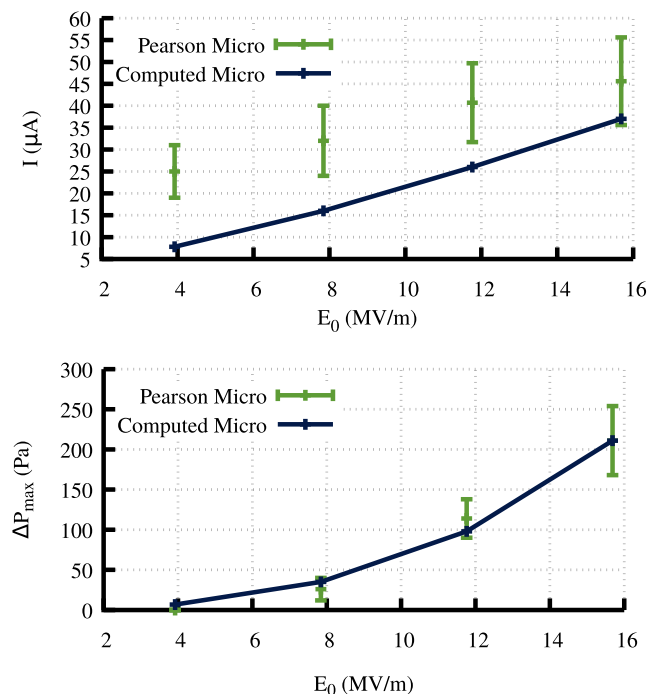 60
55
50
45
40
35
30
25
20
15
10
5
I (μA)
Pearson Micro
Computed Micro
2 4 6 8 10 12 14 16
E0 (MV/m)
300
250
200
150
100
50
0
ΔPmax (Pa)
Pearson Micro
Computed Micro
2 4 6 8 10 12 14 16
E0 (MV/m)